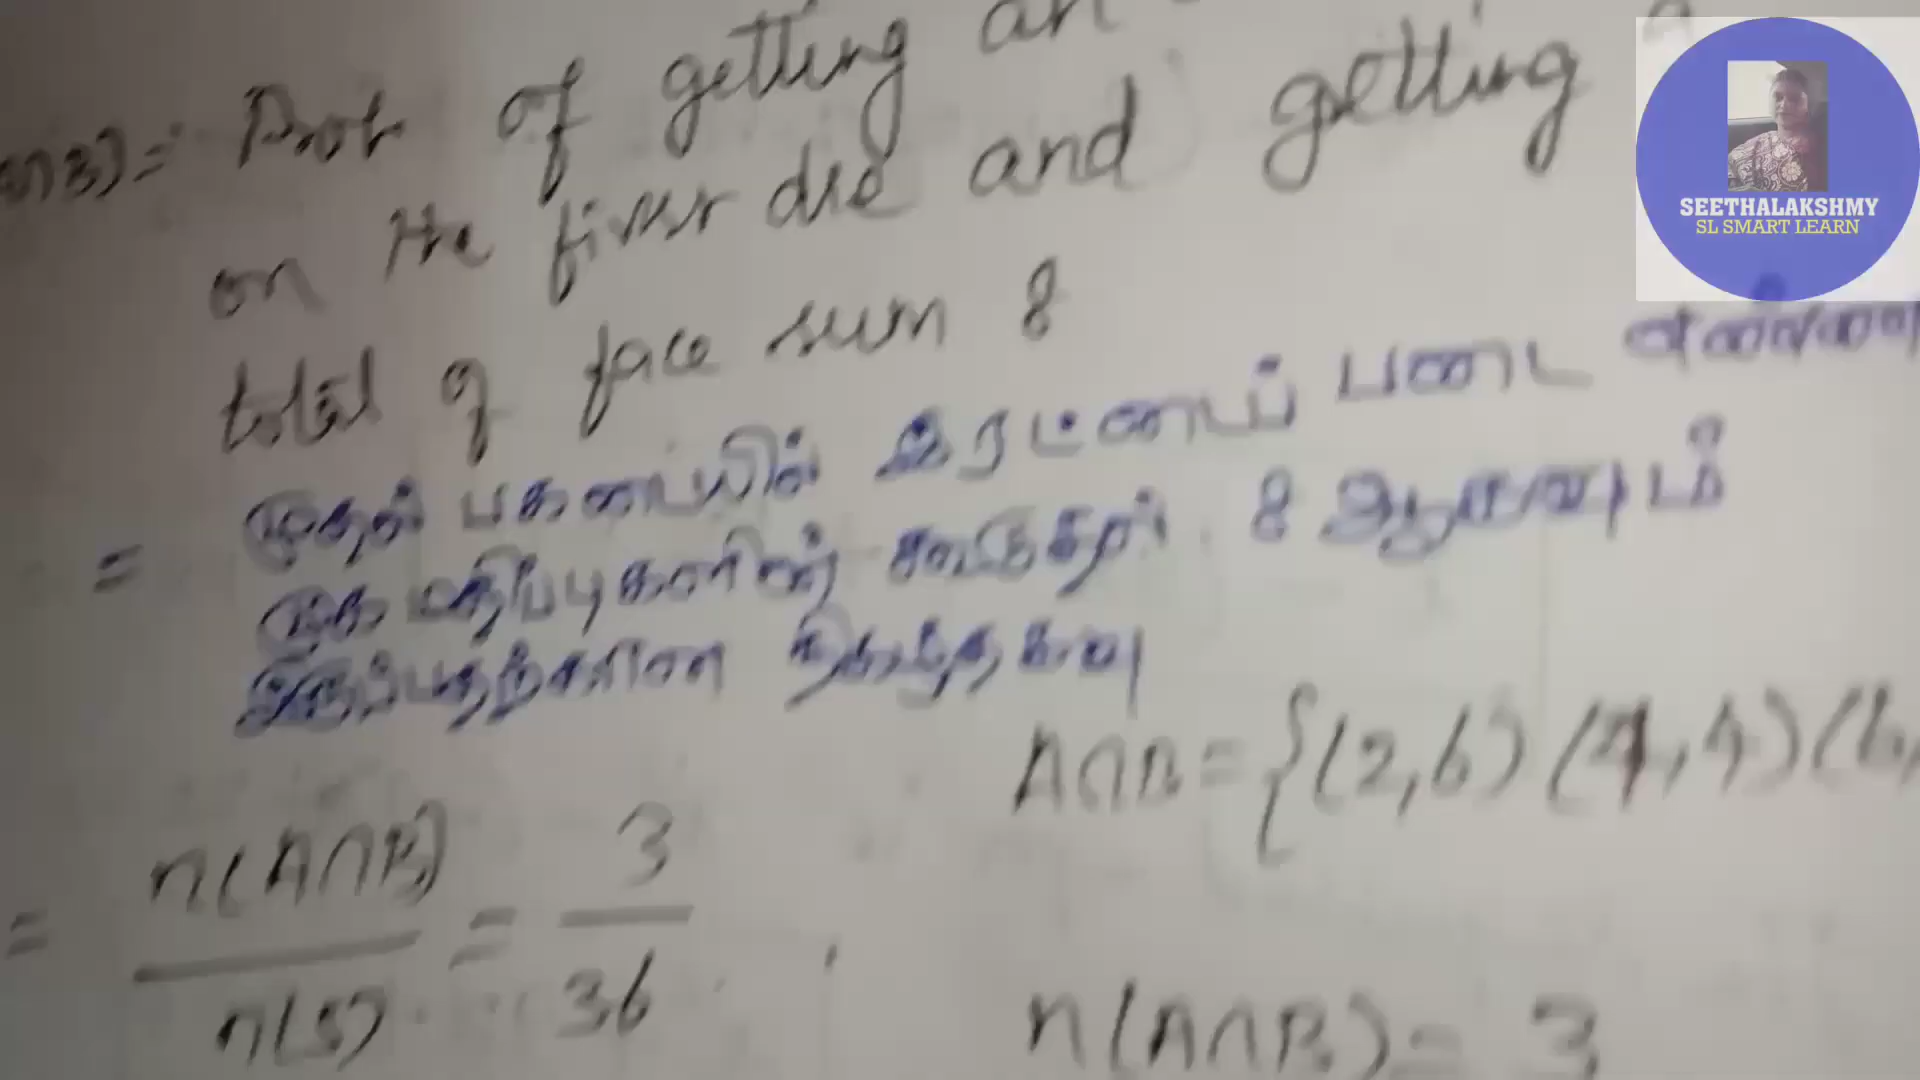 ∩B) = Prob of getting an
on the first die and getting a
total of face sum 8
= முதல் பகடையில் இரட்டைப் படை எண்ணு
முக மதிப்புகளின் கூடுதல் 8 ஆகவும்
இருப்பதற்கான நிகழ்தகவு
A∩B = {(2,6) (4,4) (6,
= n(A∩B) / n(S) = 3 / 36 ,
n(A∩B) = 3
SEETHALAKSHMY
SL SMART LEARN